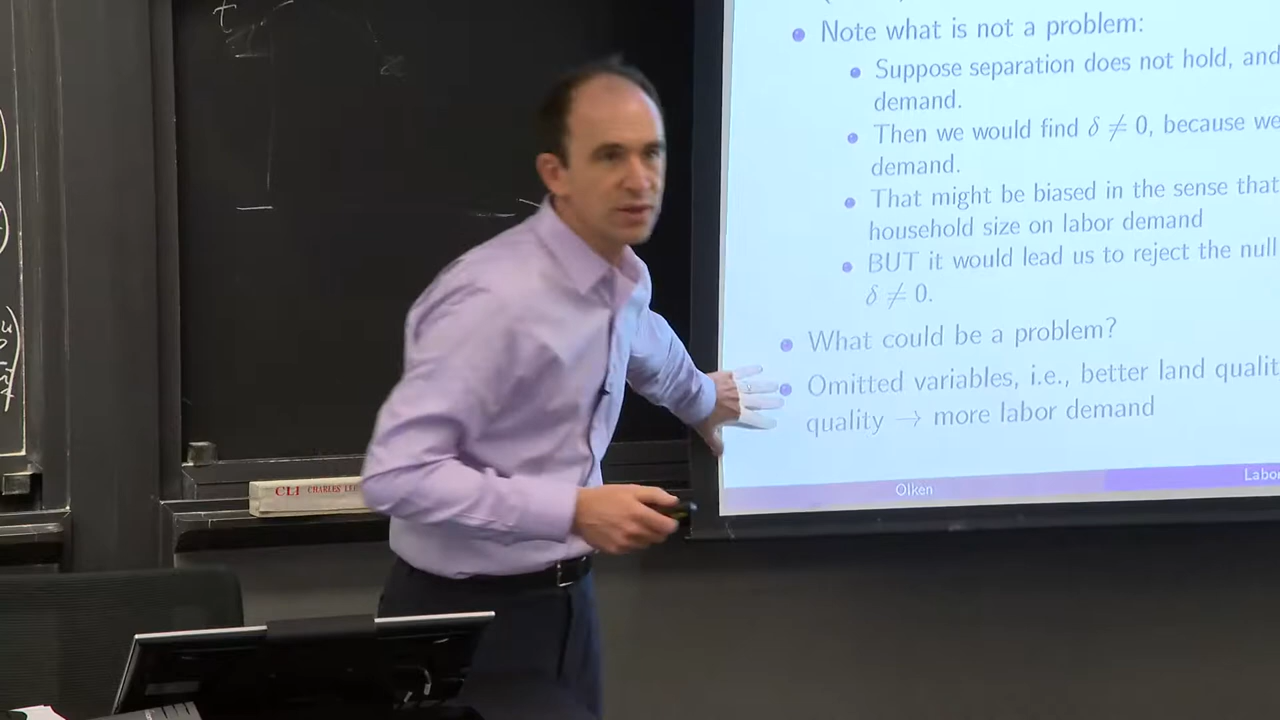 t
x
CLI CHARLES LEE
Note what is not a problem:
Suppose separation does not hold, and
demand.
Then we would find δ ≠ 0, because we
demand.
That might be biased in the sense that
household size on labor demand
BUT it would lead us to reject the null
δ ≠ 0.
What could be a problem?
Omitted variables, i.e., better land qualit
quality → more labor demand
Olken
Labor